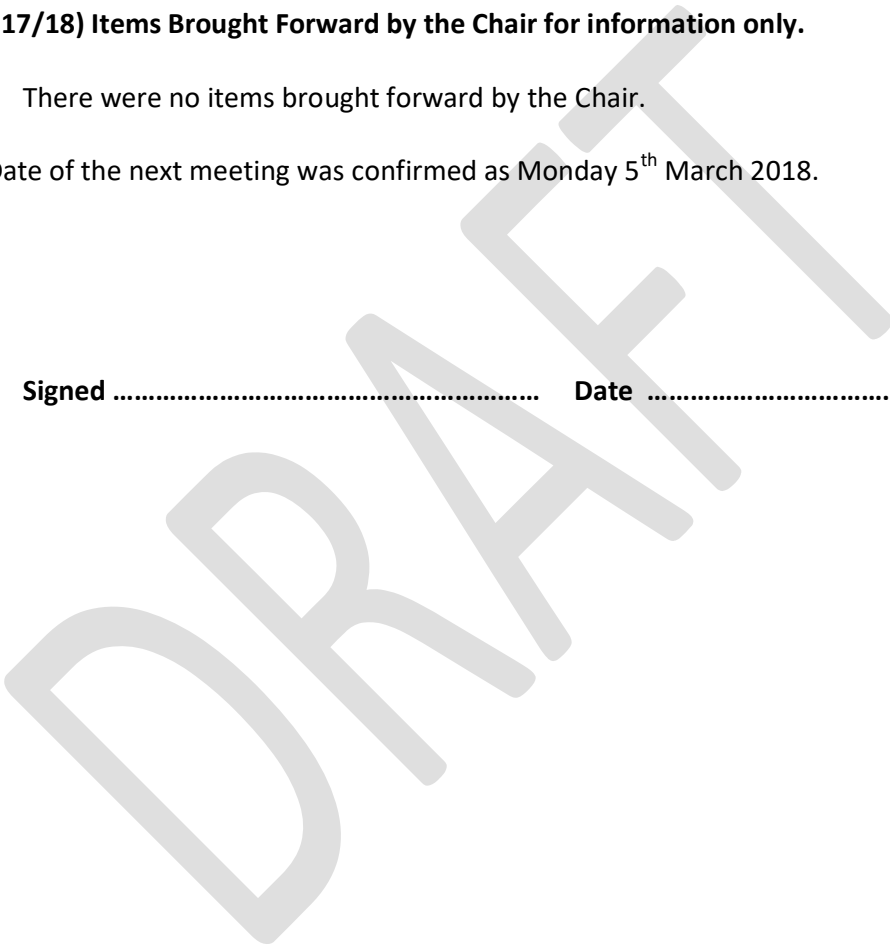 17/18) Items Brought Forward by the Chair for information only.
There were no items brought forward by the Chair.
Date of the next meeting was confirmed as Monday 5th March 2018.
Signed ……………………………………………………
Date …………………………….
DRAFT